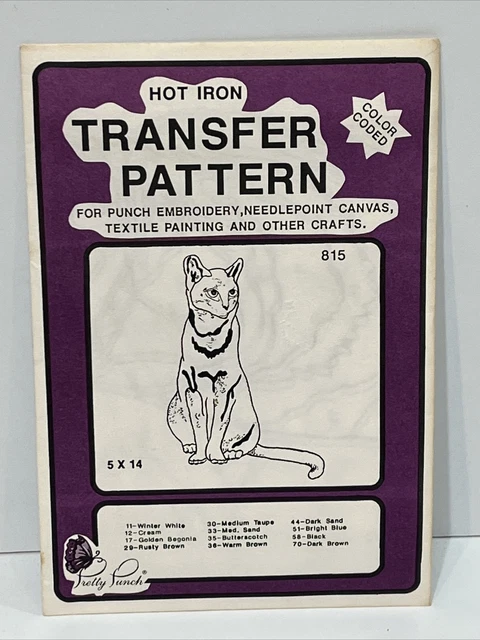 HOT IRON
TRANSFER
PATTERN
COLOR
CODED
FOR PUNCH EMBROIDERY,NEEDLEPOINT CANVAS,
TEXTILE PAINTING AND OTHER CRAFTS.
815
5 X 14
11-Winter White
12-Cream
17-Golden Begonia
29-Rusty Brown
30-Medium Taupe
33-Med. Sand
35-Butterscotch
36-Warm Brown
44-Dark Sand
51-Bright Blue
58-Black
70-Dark Brown
Pretty Punch®